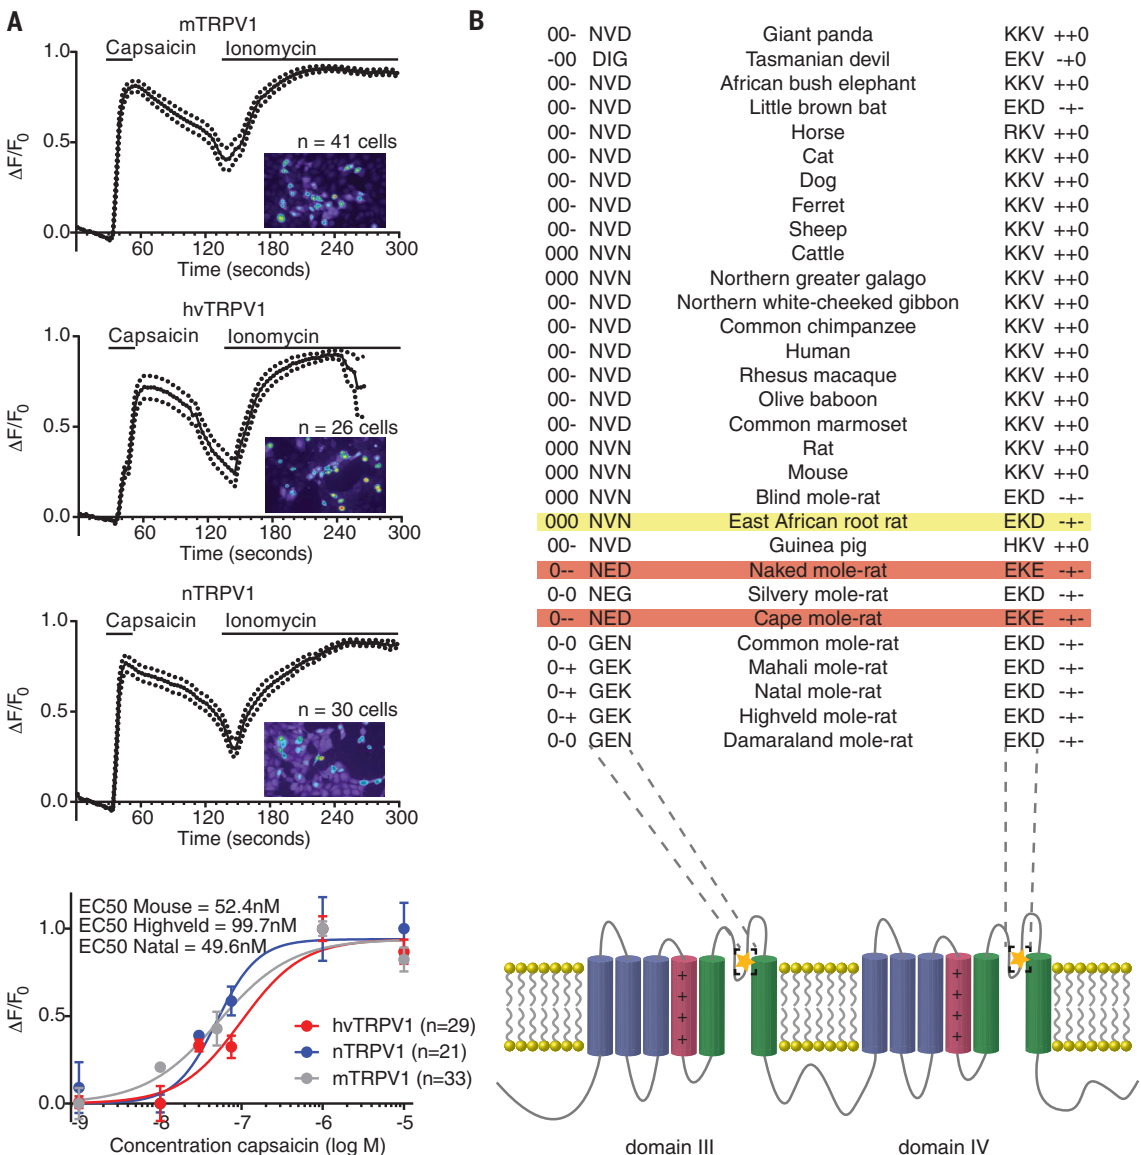 A
mTRPV1
Capsaicin
Ionomycin
1.0
0.5
0.0
ΔF/F0
n = 41 cells
60 120 180 240 300
Time (seconds)
hvTRPV1
Capsaicin
Ionomycin
1.0
0.5
0.0
ΔF/F0
n = 26 cells
60 120 180 240 300
Time (seconds)
nTRPV1
Capsaicin
Ionomycin
1.0
0.5
0.0
ΔF/F0
n = 30 cells
60 120 180 240 300
Time (seconds)
EC50 Mouse = 52.4nM
EC50 Highveld = 99.7nM
EC50 Natal = 49.6nM
1.0
0.5
0.0
ΔF/F0
hvTRPV1 (n=29)
nTRPV1 (n=21)
mTRPV1 (n=33)
-9 -8 -7 -6 -5
Concentration capsaicin (log M)
B
00- NVD Giant panda KKV ++0
-00 DIG Tasmanian devil EKV -+0
00- NVD African bush elephant KKV ++0
00- NVD Little brown bat EKD -+-
00- NVD Horse RKV ++0
00- NVD Cat KKV ++0
00- NVD Dog KKV ++0
00- NVD Ferret KKV ++0
00- NVD Sheep KKV ++0
000 NVN Cattle KKV ++0
000 NVN Northern greater galago KKV ++0
00- NVD Northern white-cheeked gibbon KKV ++0
00- NVD Common chimpanzee KKV ++0
00- NVD Human KKV ++0
00- NVD Rhesus macaque KKV ++0
00- NVD Olive baboon KKV ++0
00- NVD Common marmoset KKV ++0
000 NVN Rat KKV ++0
000 NVN Mouse KKV ++0
000 NVN Blind mole-rat EKD -+-
000 NVN East African root rat EKD -+-
00- NVD Guinea pig HKV ++0
0-- NED Naked mole-rat EKE -+-
0-0 NEG Silvery mole-rat EKD -+-
0-- NED Cape mole-rat EKE -+-
0-0 GEN Common mole-rat EKD -+-
0-+ GEK Mahali mole-rat EKD -+-
0-+ GEK Natal mole-rat EKD -+-
0-+ GEK Highveld mole-rat EKD -+-
0-0 GEN Damaraland mole-rat EKD -+-
+ +
+ +
+ +
+ +
domain III
domain IV